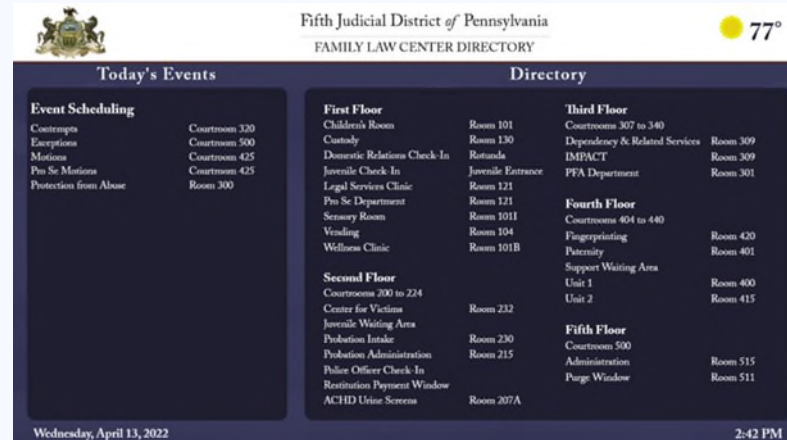 Fifth Judicial District of Pennsylvania
FAMILY LAW CENTER DIRECTORY
77°
Today's Events
Event Scheduling
Contempts Courtroom 320
Exceptions Courtroom 500
Motions Courtroom 425
Pro Se Motions Courtroom 425
Protection from Abuse Room 300
Directory
First Floor
Children's Room Room 101
Custody Room 130
Domestic Relations Check-In Rotunda
Juvenile Check-In Juvenile Entrance
Legal Services Clinic Room 121
Pro Se Department Room 121
Sensory Room Room 101I
Vending Room 104
Wellness Clinic Room 101B
Second Floor
Courtrooms 200 to 224
Center for Victims Room 232
Juvenile Waiting Area
Probation Intake Room 230
Probation Administration Room 215
Police Officer Check-In
Restitution Payment Window
ACHD Urine Screens Room 207A
Third Floor
Courtrooms 307 to 340
Dependency & Related Services Room 309
IMPACT Room 309
PFA Department Room 301
Fourth Floor
Courtrooms 404 to 440
Fingerprinting Room 420
Paternity Room 401
Support Waiting Area
Unit 1 Room 400
Unit 2 Room 415
Fifth Floor
Courtroom 500
Administration Room 515
Purge Window Room 511
Wednesday, April 13, 2022
2:42 PM